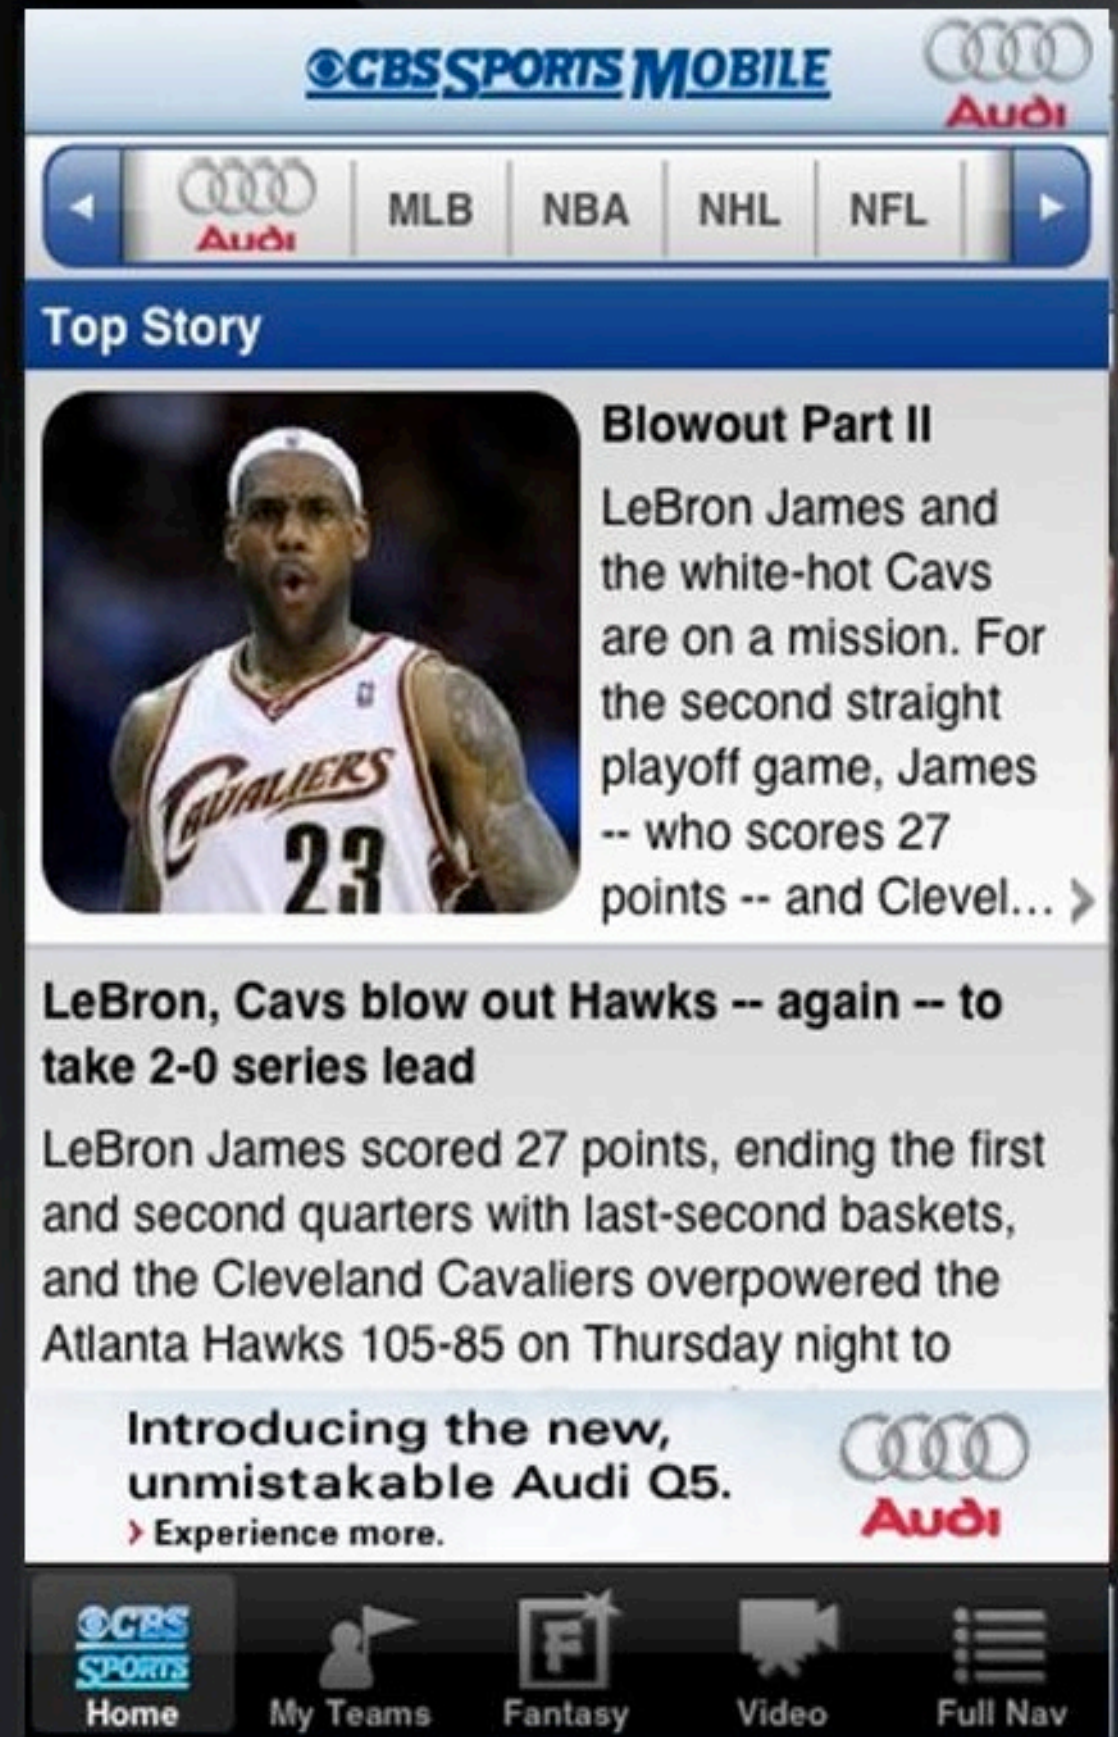 CBS SPORTS MOBILE
Audi
Audi
MLB
NBA
NHL
NFL
Top Story
CAVALIERS
23
Blowout Part II
LeBron James and
the white-hot Cavs
are on a mission. For
the second straight
playoff game, James
-- who scores 27
points -- and Clevel...
LeBron, Cavs blow out Hawks -- again -- to
take 2-0 series lead
LeBron James scored 27 points, ending the first
and second quarters with last-second baskets,
and the Cleveland Cavaliers overpowered the
Atlanta Hawks 105-85 on Thursday night to
Introducing the new,
unmistakable Audi Q5.
Experience more.
Audi
CBS
SPORTS
F
Home
My Teams
Fantasy
Video
Full Nav